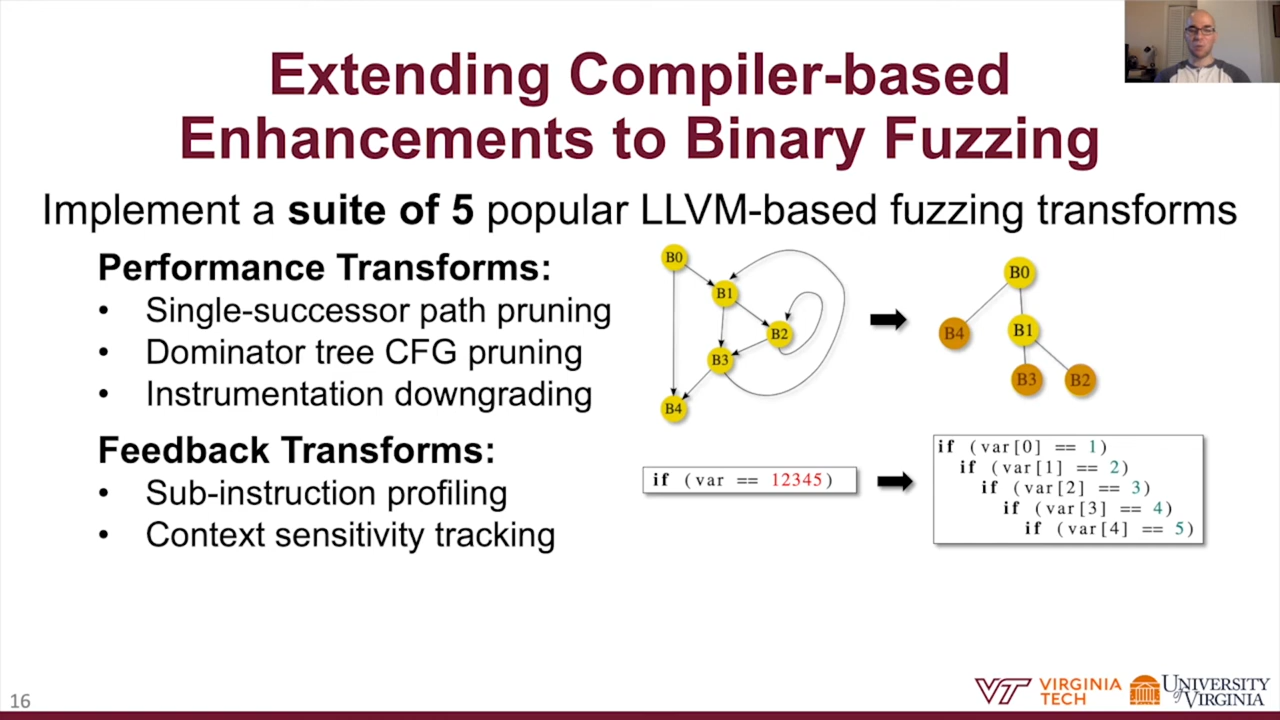 Extending Compiler-based
Enhancements to Binary Fuzzing
Implement a suite of 5 popular LLVM-based fuzzing transforms
Performance Transforms:
• Single-successor path pruning
• Dominator tree CFG pruning
• Instrumentation downgrading
B0
B1
B2
B3
B4
B0
B4
B1
B3
B2
Feedback Transforms:
• Sub-instruction profiling
• Context sensitivity tracking
if (var == 12345)
if (var[0] == 1)
if (var[1] == 2)
if (var[2] == 3)
if (var[3] == 4)
if (var[4] == 5)
16
VT VIRGINIA
TECH
UNIVERSITY
of VIRGINIA